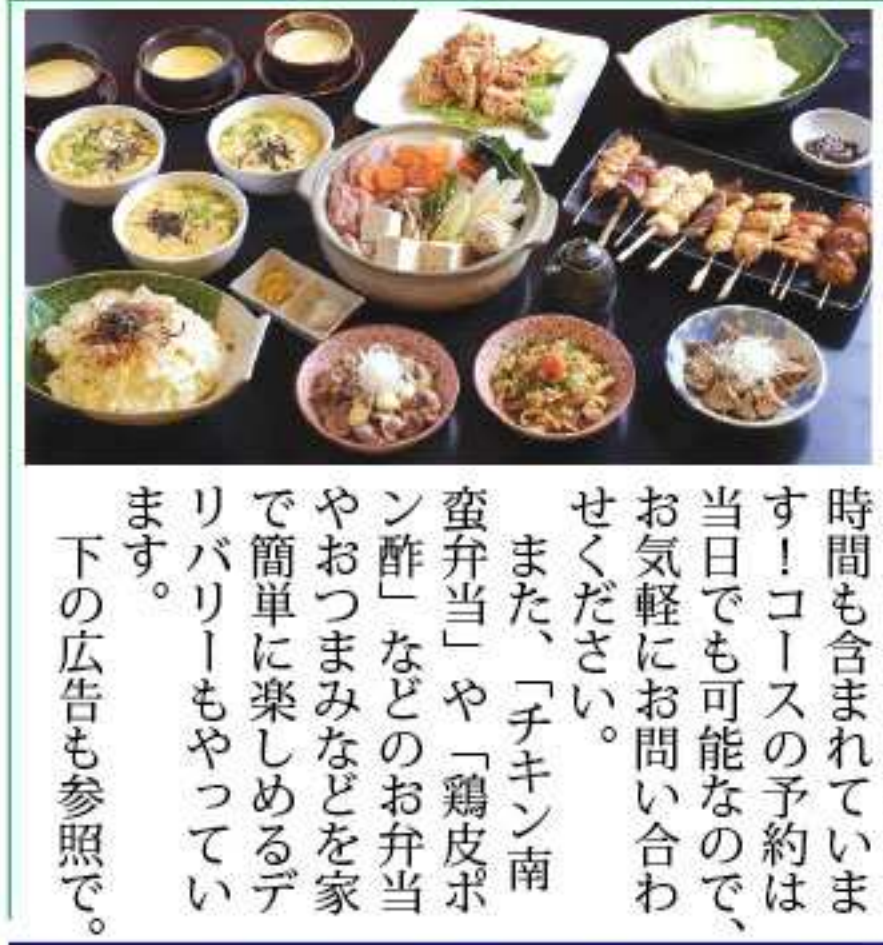 時間も含まれていま
す！コースの予約は
当日でも可能なので、
お気軽にお問い合わ
せください。
また、「チキン南
蛮弁当」や「鶏皮ポ
ン酢」などのお弁当
やおつまみなどを家
で簡単に楽しめるデ
リバリーもやってい
ます。
下の広告も参照で。